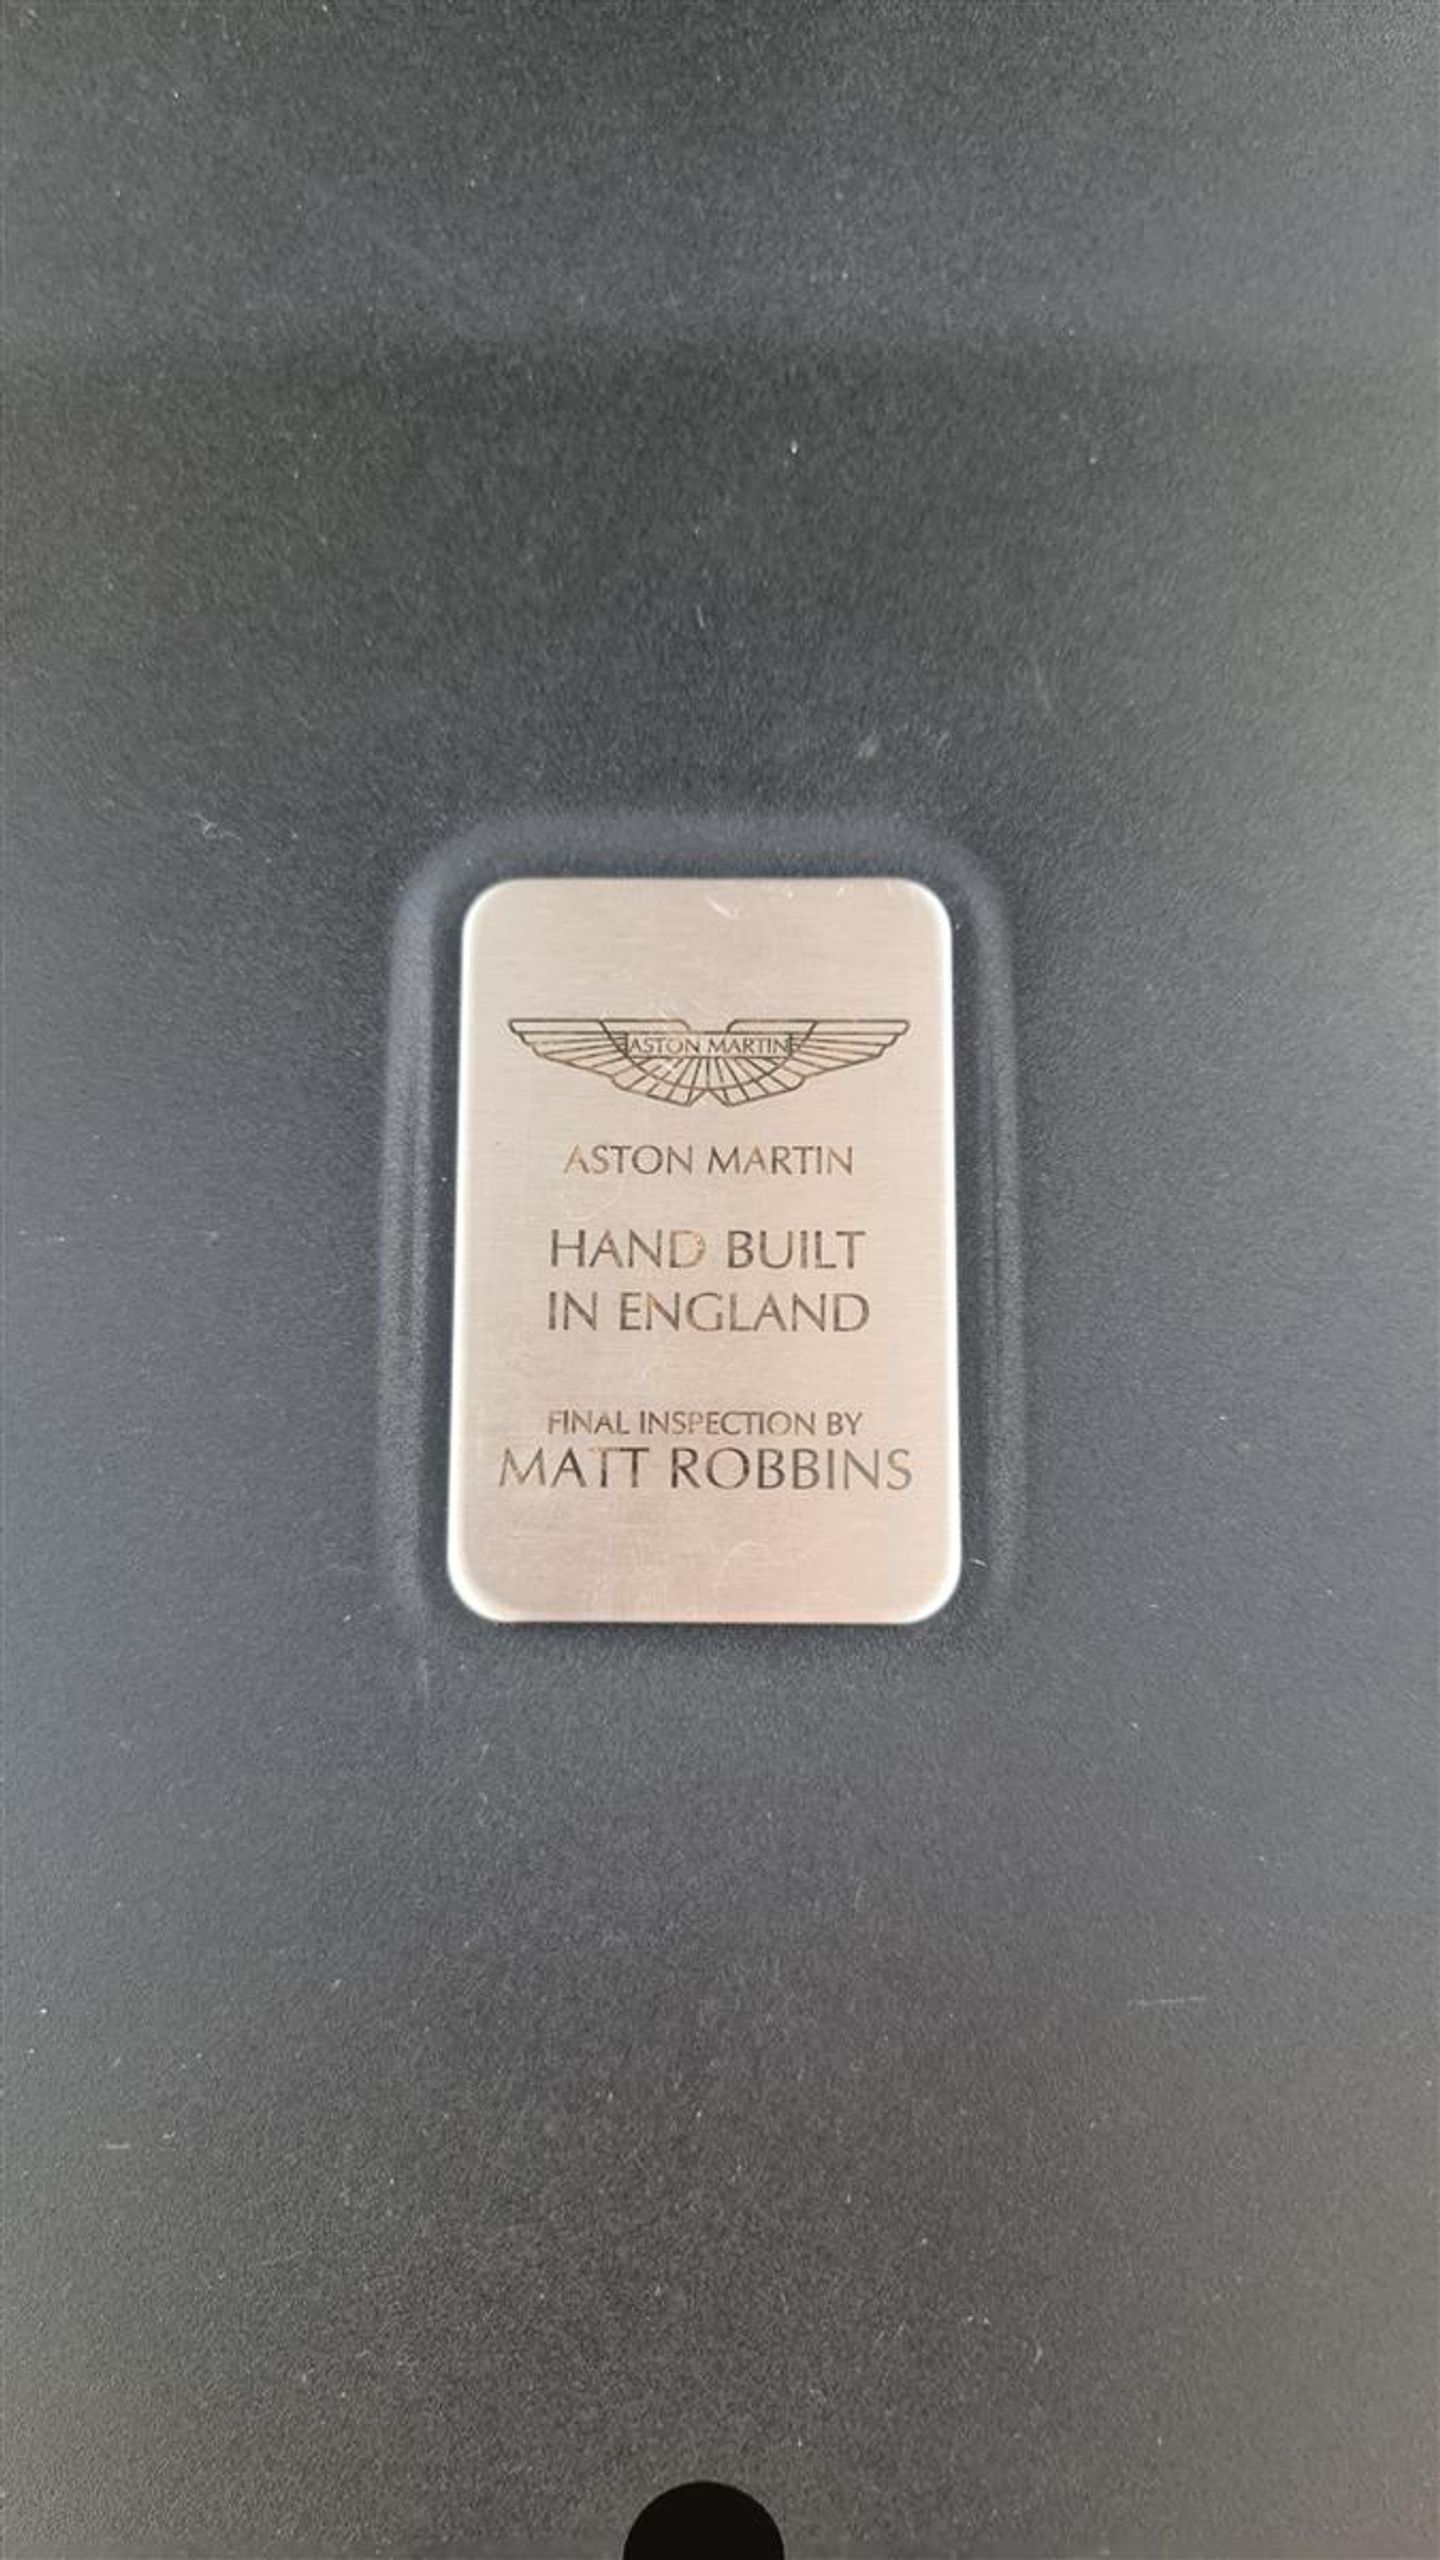 ASTON MARTIN
ASTON MARTIN
HAND BUILT
IN ENGLAND
FINAL INSPECTION BY
MATT ROBBINS